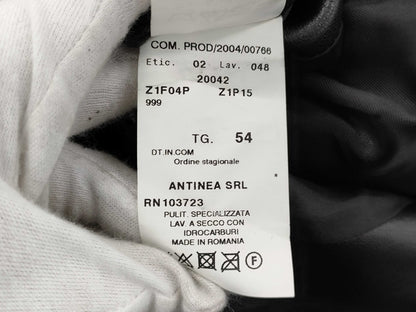 COM. PROD/2004/00766
Etic. 02 Lav. 048
20042
Z1F04P Z1P15
999
TG. 54
DT.IN.COM
Ordine stagionale
ANTINEA SRL
RN103723
PULIT. SPECIALIZZATA
LAV. A SECCO CON
IDROCARBURI
MADE IN ROMANIA
F